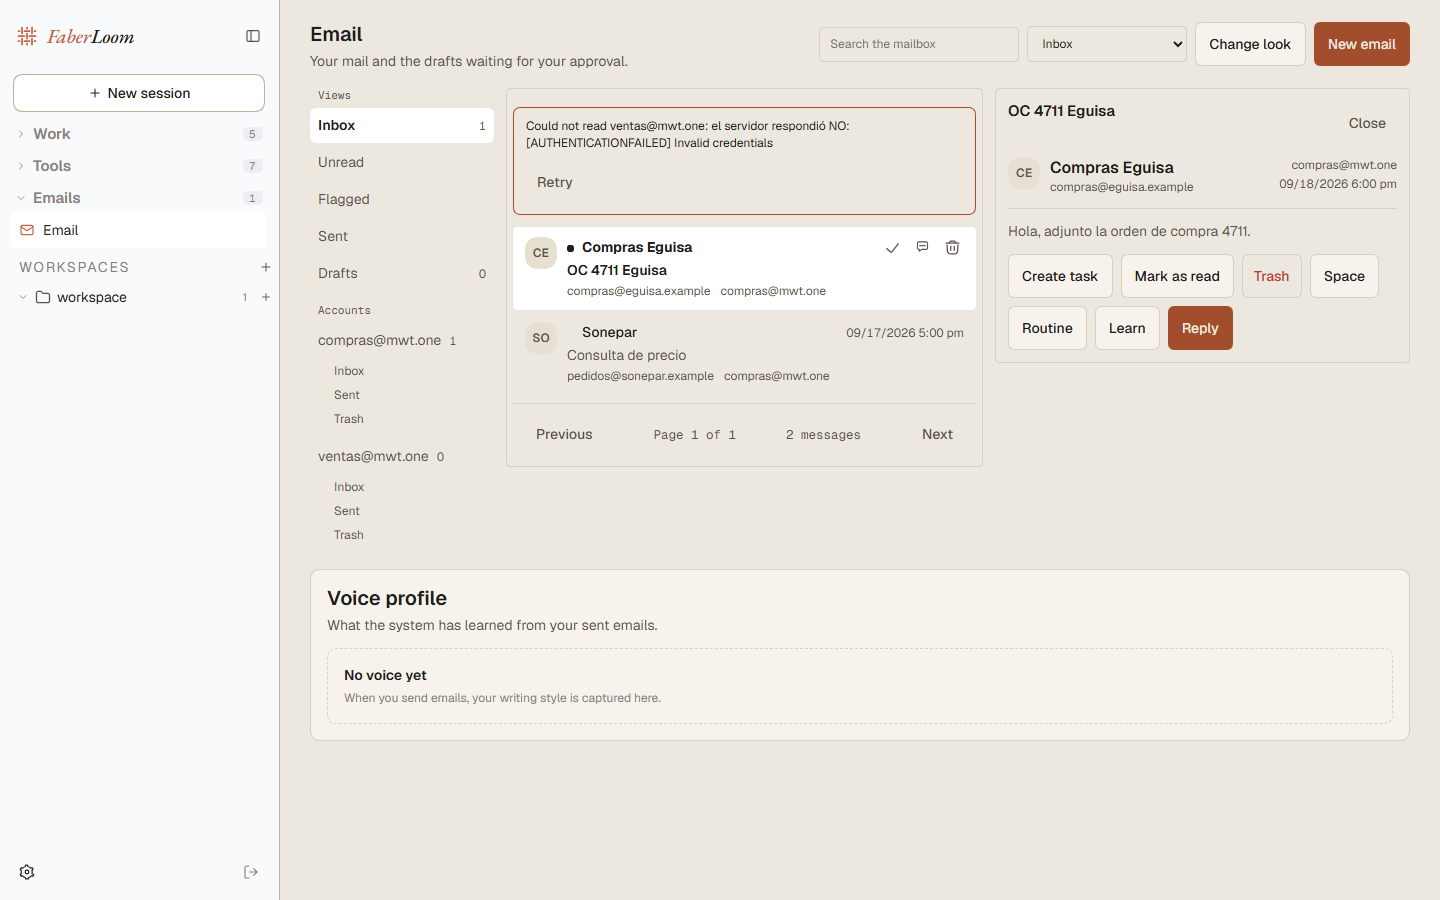 FaberLoom
+ New session
Work 5
Tools 7
Emails 1
Email
WORKSPACES +
workspace 1 +
Email
Your mail and the drafts waiting for your approval.
Search the mailbox
Inbox
Change look
New email
Views
Inbox 1
Unread
Flagged
Sent
Drafts 0
Accounts
compras@mwt.one 1
Inbox
Sent
Trash
ventas@mwt.one 0
Inbox
Sent
Trash
Could not read ventas@mwt.one: el servidor respondió NO:
[AUTHENTICATIONFAILED] Invalid credentials
Retry
CE
Compras Eguisa
OC 4711 Eguisa
compras@eguisa.example compras@mwt.one
SO
Sonepar 09/17/2026 5:00 pm
Consulta de precio
pedidos@sonepar.example compras@mwt.one
Previous Page 1 of 1 2 messages Next
OC 4711 Eguisa
Close
CE
Compras Eguisa compras@mwt.one
compras@eguisa.example 09/18/2026 6:00 pm
Hola, adjunto la orden de compra 4711.
Create task Mark as read Trash Space
Routine Learn Reply
Voice profile
What the system has learned from your sent emails.
No voice yet
When you send emails, your writing style is captured here.